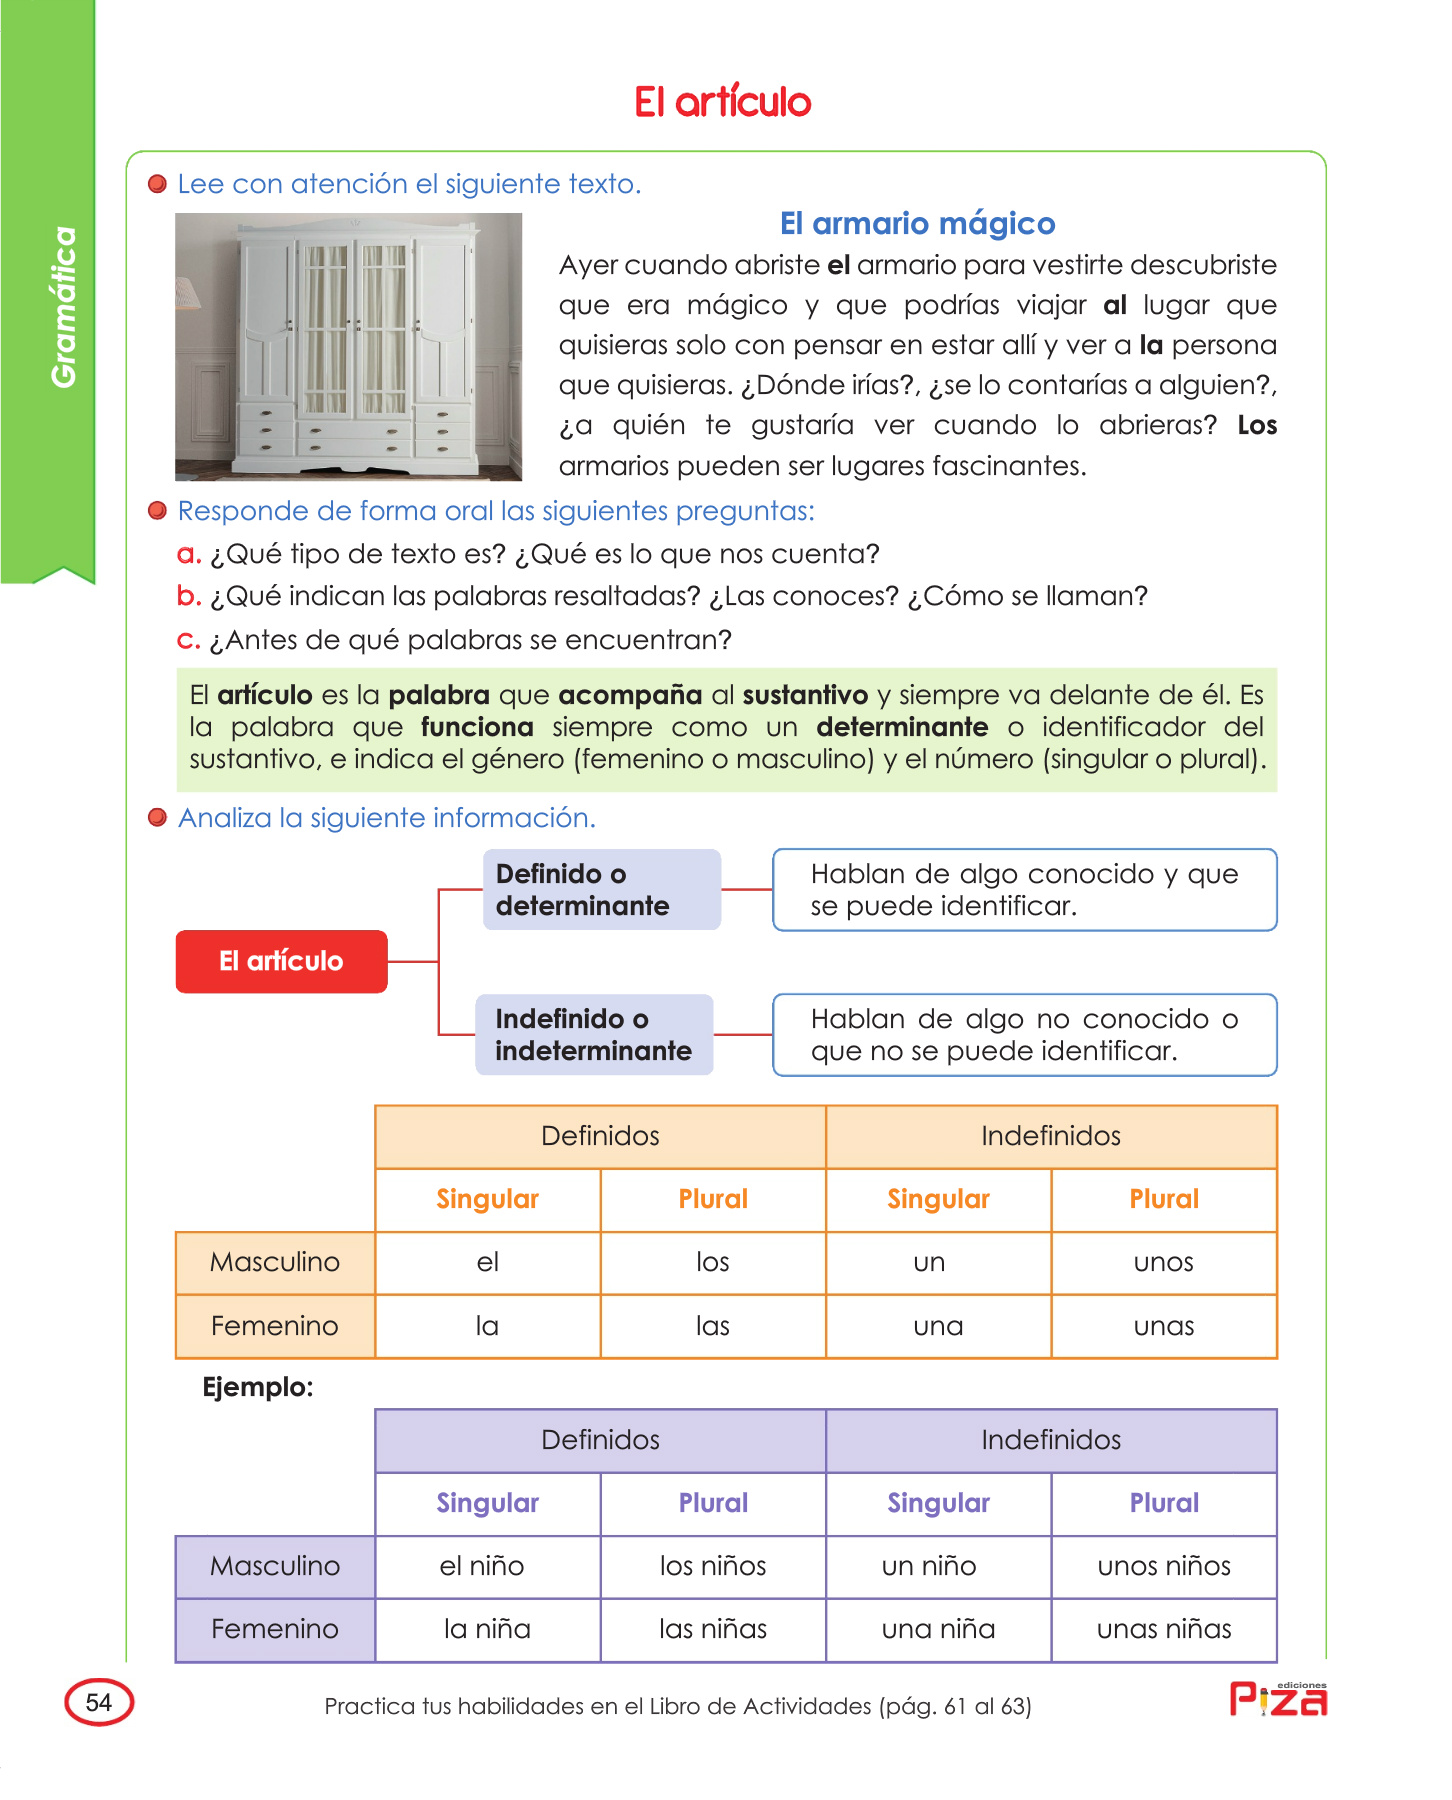 Gramática
El artículo
Lee con atención el siguiente texto.
El armario mágico
Ayer cuando abriste el armario para vestirte descubriste
que era mágico y que podrías viajar al lugar que
quisieras solo con pensar en estar allí y ver a la persona
que quisieras. ¿Dónde irías?, ¿se lo contarías a alguien?,
¿a quién te gustaría ver cuando lo abrieras? Los
armarios pueden ser lugares fascinantes.
Responde de forma oral las siguientes preguntas:
a. ¿Qué tipo de texto es? ¿Qué es lo que nos cuenta?
b. ¿Qué indican las palabras resaltadas? ¿Las conoces? ¿Cómo se llaman?
c. ¿Antes de qué palabras se encuentran?
El artículo es la palabra que acompaña al sustantivo y siempre va delante de él. Es
la palabra que funciona siempre como un determinante o identificador del
sustantivo, e indica el género (femenino o masculino) y el número (singular o plural).
Analiza la siguiente información.
El artículo
Definido o
determinante
Hablan de algo conocido y que
se puede identificar.
Indefinido o
indeterminante
Hablan de algo no conocido o
que no se puede identificar.
Definidos Indefinidos
Singular Plural Singular Plural
Masculino el los un unos
Femenino la las una unas
Ejemplo:
Definidos Indefinidos
Singular Plural Singular Plural
Masculino el niño los niños un niño unos niños
Femenino la niña las niñas una niña unas niñas
54
Practica tus habilidades en el Libro de Actividades (pág. 61 al 63)
ediciones
Piza